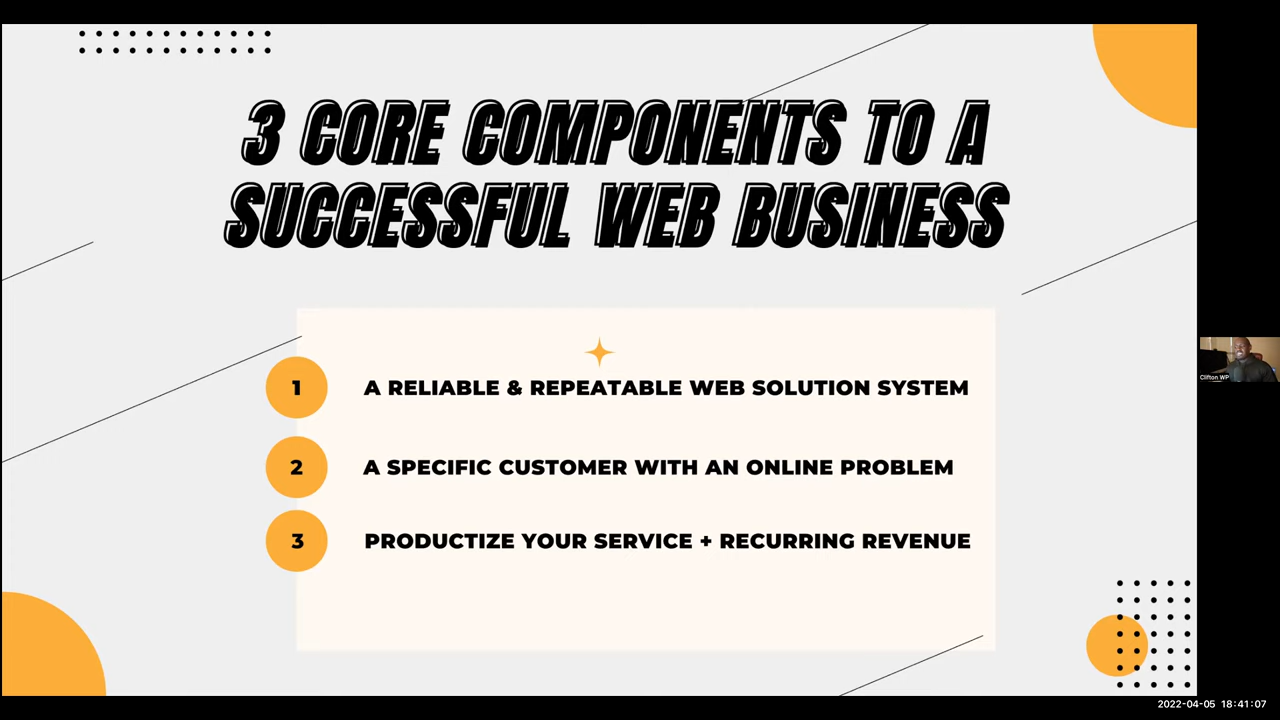 3 CORE COMPONENTS TO A
SUCCESSFUL WEB BUSINESS
1 A RELIABLE & REPEATABLE WEB SOLUTION SYSTEM
2 A SPECIFIC CUSTOMER WITH AN ONLINE PROBLEM
3 PRODUCTIZE YOUR SERVICE + RECURRING REVENUE
Clifton WP
2022-04-05 18:41:07